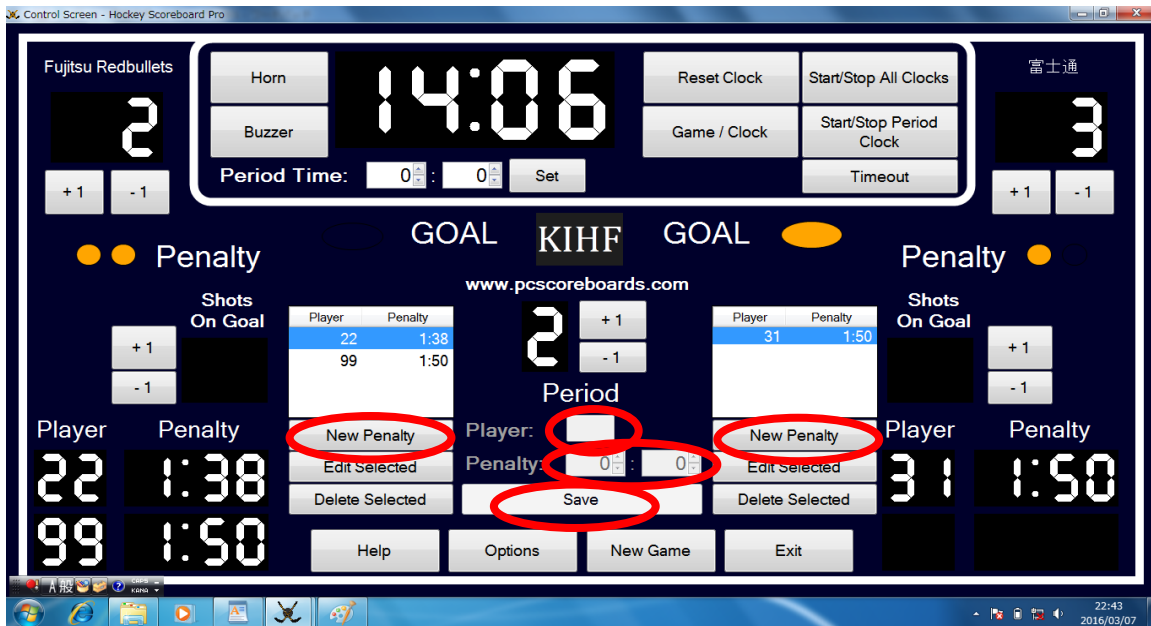 Control Screen - Hockey Scoreboard Pro
Fujitsu Redbullets
2
+ 1
- 1
Horn
Buzzer
14:06
Period Time:
0 : 0
Set
Reset Clock
Start/Stop All Clocks
Game / Clock
Start/Stop Period
Clock
Timeout
富士通
3
+ 1
- 1
Penalty
GOAL
KIHF
GOAL
Penalty
www.pcscoreboards.com
Shots
On Goal
+ 1
- 1
Player Penalty
22 1:38
99 1:50
New Penalty
Edit Selected
Delete Selected
2
+ 1
- 1
Period
Player:
Penalty: 0 : 0
Save
Player Penalty
31 1:50
New Penalty
Edit Selected
Delete Selected
Shots
On Goal
+ 1
- 1
Player Penalty
22 1:38
99 1:50
Player Penalty
31 1:50
Help
Options
New Game
Exit
A 般
CAPS
KANA
22:43
2016/03/07